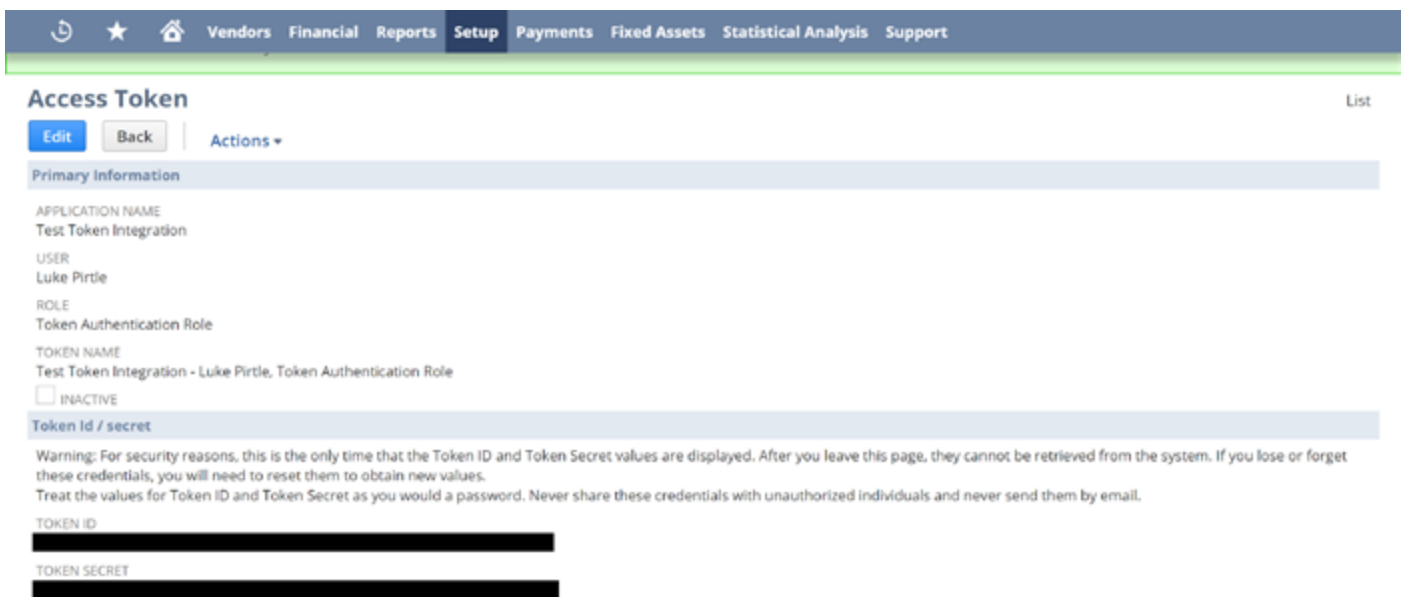 Vendors Financial Reports Setup Payments Fixed Assets Statistical Analysis Support
Access Token
List
Edit Back Actions
Primary Information
APPLICATION NAME
Test Token Integration
USER
Luke Pirtle
ROLE
Token Authentication Role
TOKEN NAME
Test Token Integration - Luke Pirtle, Token Authentication Role
INACTIVE
Token Id / secret
Warning: For security reasons, this is the only time that the Token ID and Token Secret values are displayed. After you leave this page, they cannot be retrieved from the system. If you lose or forget
these credentials, you will need to reset them to obtain new values.
Treat the values for Token ID and Token Secret as you would a password. Never share these credentials with unauthorized individuals and never send them by email.
TOKEN ID
TOKEN SECRET